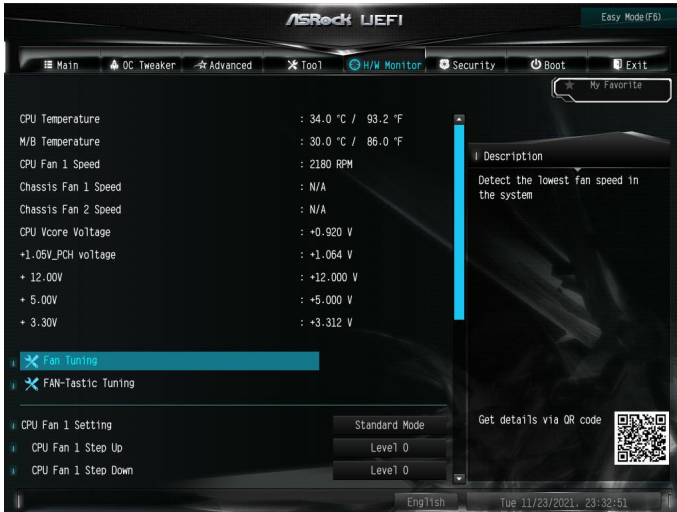 ASRock UEFI
Easy Mode(F6)
Main OC Tweaker Advanced Tool H/W Monitor Security Boot Exit
My Favorite
CPU Temperature : 34.0 °C / 93.2 °F
M/B Temperature : 30.0 °C / 86.0 °F
CPU Fan 1 Speed : 2180 RPM
Chassis Fan 1 Speed : N/A
Chassis Fan 2 Speed : N/A
CPU Vcore Voltage : +0.920 V
+1.05V_PCH voltage : +1.064 V
+ 12.00V : +12.000 V
+ 5.00V : +5.000 V
+ 3.30V : +3.312 V
Fan Tuning
FAN-Tastic Tuning
CPU Fan 1 Setting Standard Mode
CPU Fan 1 Step Up Level 0
CPU Fan 1 Step Down Level 0
Description
Detect the lowest fan speed in
the system
Get details via QR code
English
Tue 11/23/2021. 23:32:51